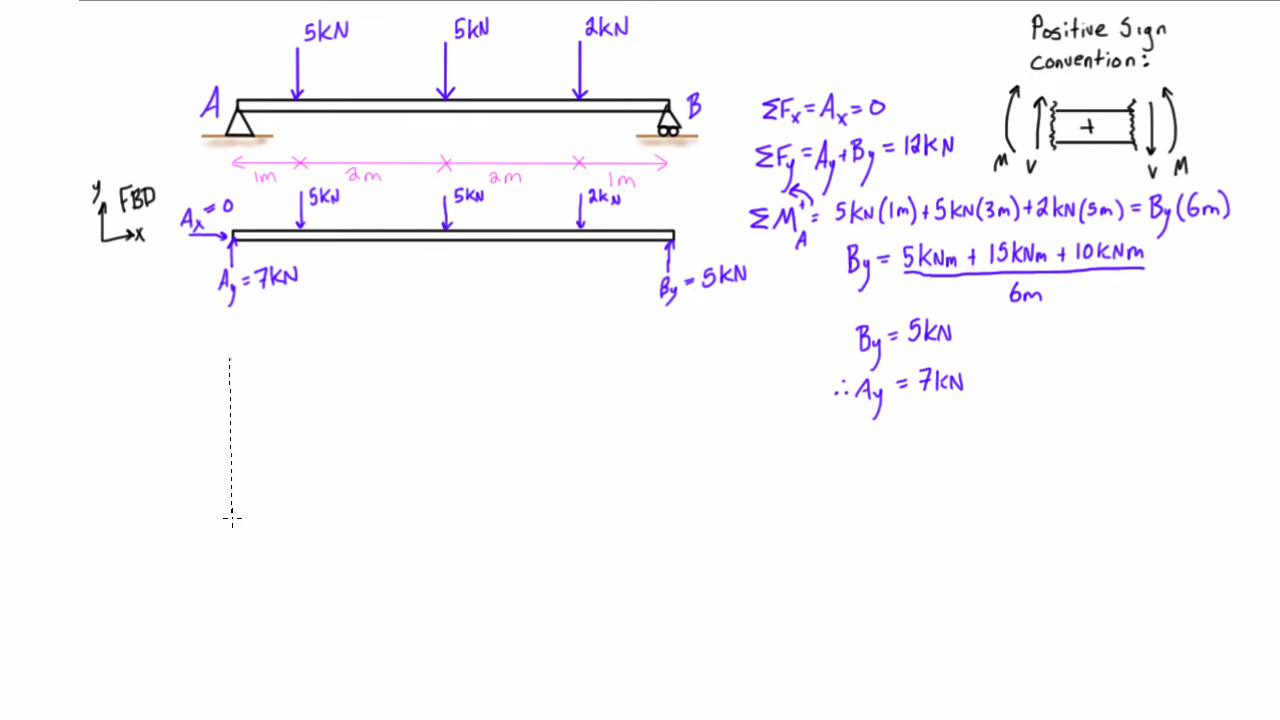 5kN 5kN 2kN
A B
1m 2m 2m 1m
y FBD
x
Ax = 0
5kN 5kN 2kN
Ay = 7kN
By = 5kN
ΣFx = Ax = 0
ΣFy = Ay + By = 12kN
ΣMA+ = 5kN(1m) + 5kN(3m) + 2kN(5m) = By(6m)
By = 5kNm + 15kNm + 10kNm
6m
By = 5kN
∴ Ay = 7kN
Positive Sign
Convention:
+
M V V M